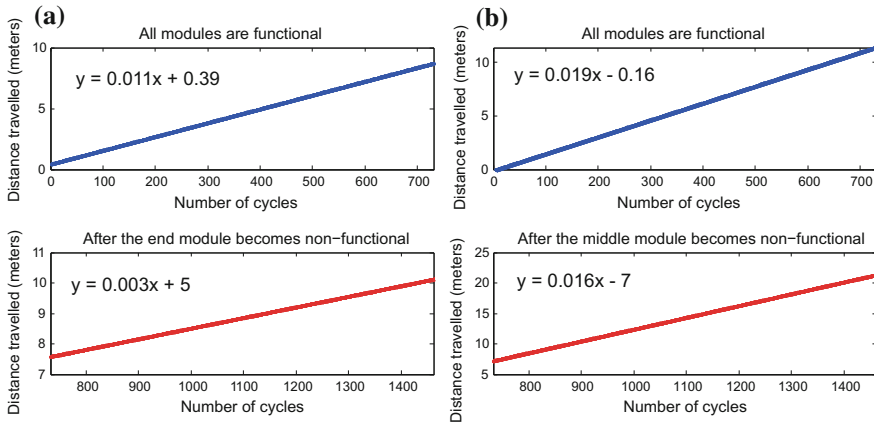 (a)
All modules are functional
Distance travelled (meters)
10
5
0
y = 0.011x + 0.39
0 100 200 300 400 500 600 700
Number of cycles
(b)
All modules are functional
Distance travelled (meters)
10
5
0
y = 0.019x - 0.16
0 100 200 300 400 500 600 700
Number of cycles
After the end module becomes non−functional
Distance travelled (meters)
11
10
9
8
7
y = 0.003x + 5
800 900 1000 1100 1200 1300 1400
Number of cycles
After the middle module becomes non−functional
Distance travelled (meters)
25
20
15
10
5
y = 0.016x - 7
800 900 1000 1100 1200 1300 1400
Number of cycles